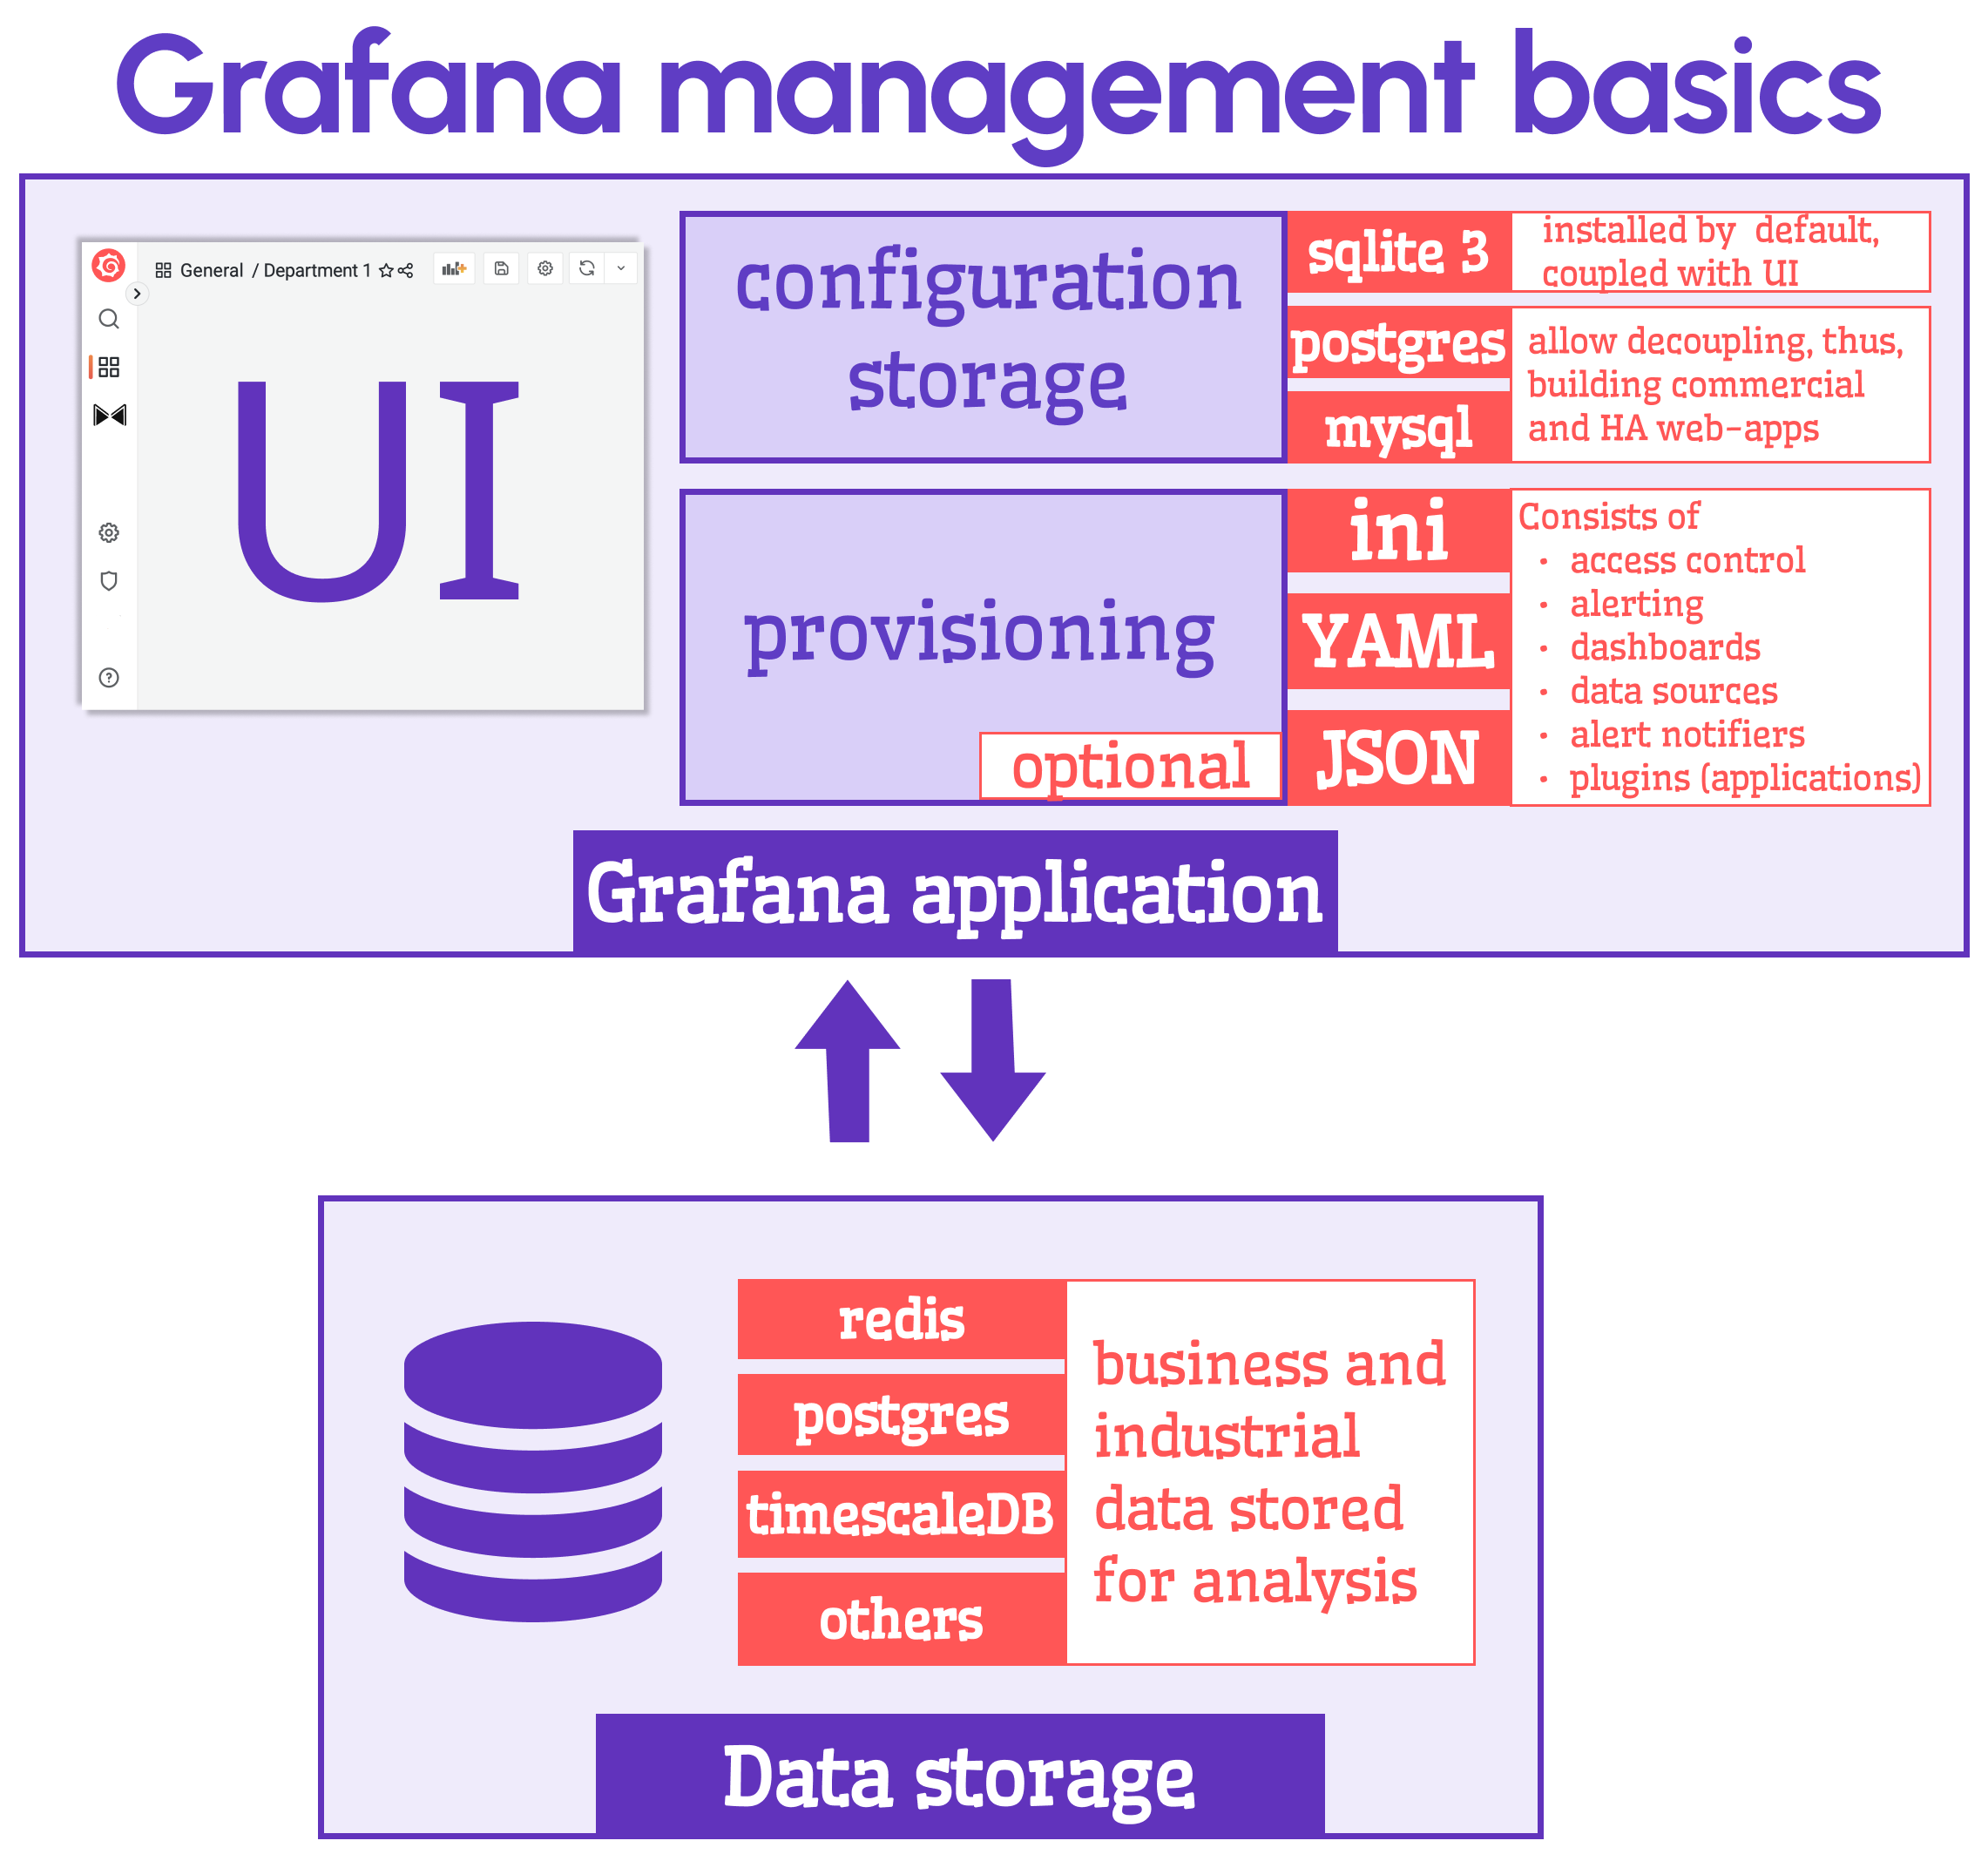 Grafana management basics
General / Department 1
UI
configuration
storage
sqlite 3
installed by default,
coupled with UI
postgres
mysql
allow decoupling, thus,
building commercial
and HA web-apps
provisioning
optional
ini
YAML
JSON
Consists of
• access control
• alerting
• dashboards
• data sources
• alert notifiers
• plugins (applications)
Grafana application
redis
postgres
timescaleDB
others
business and
industrial
data stored
for analysis
Data storage